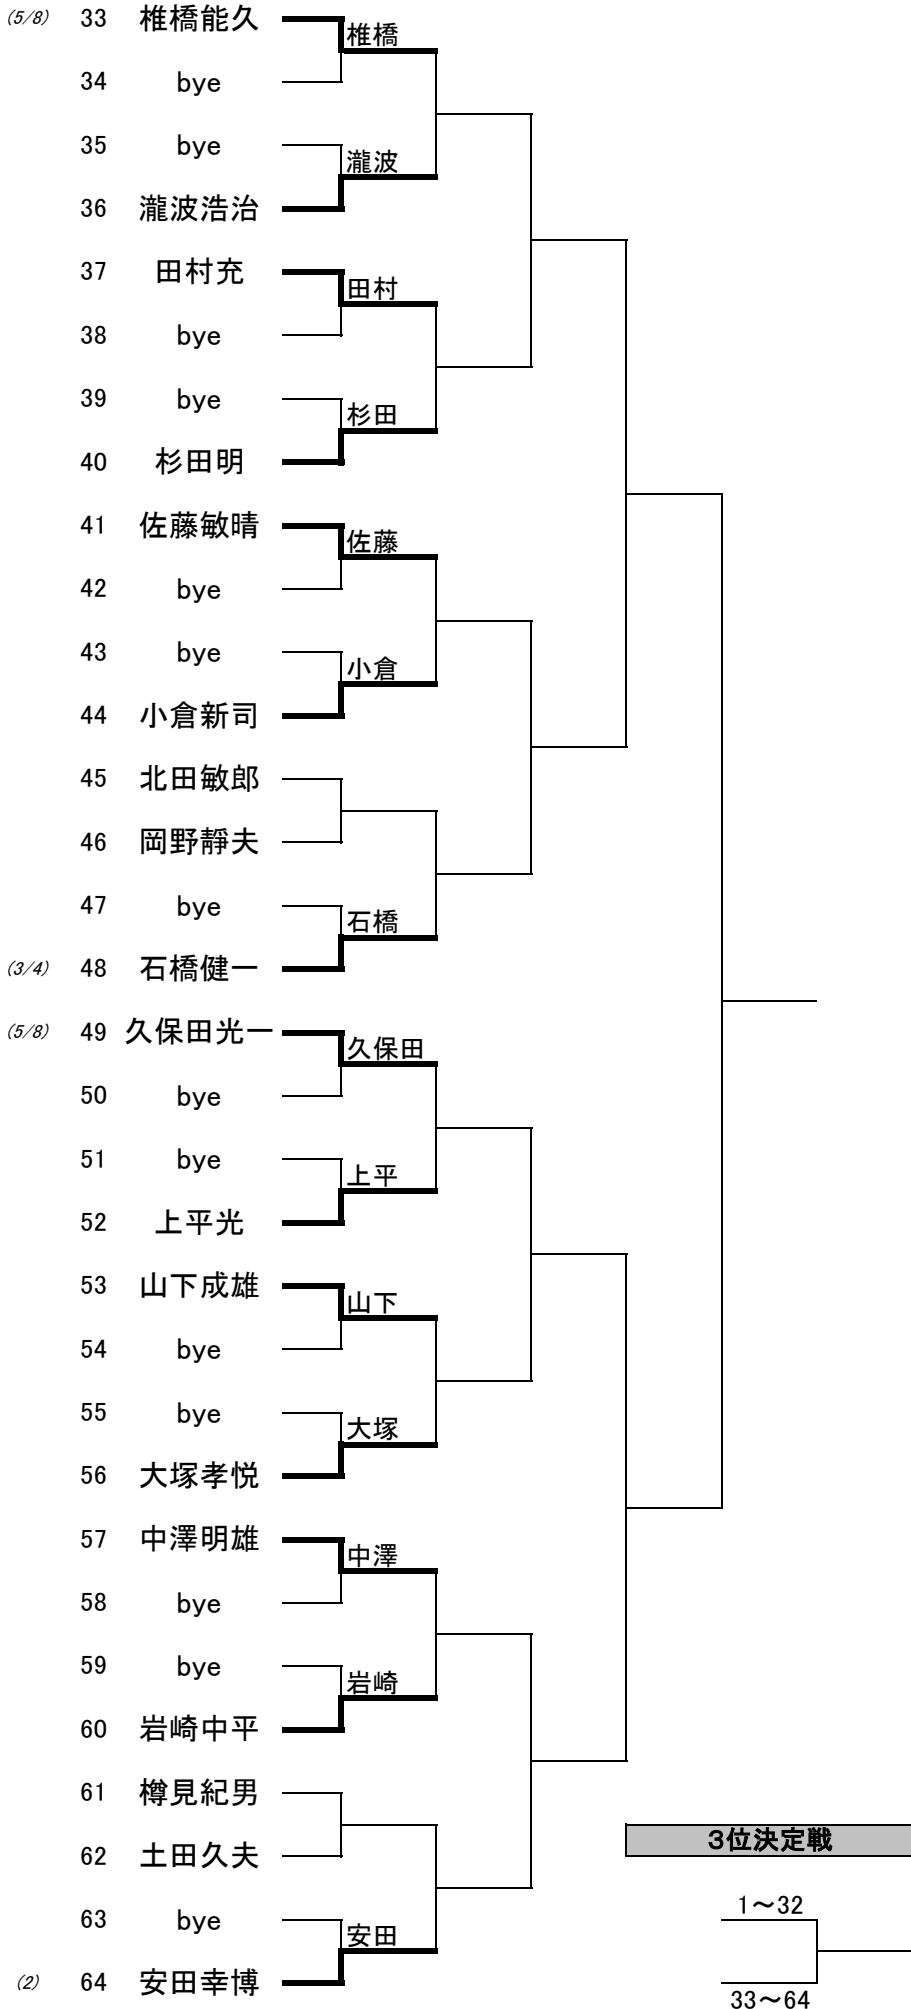 (5/8) 33 椎橋能久
椎橋
34 bye
35 bye
瀧波
36 瀧波浩治
37 田村充
田村
38 bye
39 bye
杉田
40 杉田明
41 佐藤敏晴
佐藤
42 bye
43 bye
小倉
44 小倉新司
45 北田敏郎
46 岡野靜夫
47 bye
石橋
(3/4) 48 石橋健一
(5/8) 49 久保田光一
久保田
50 bye
51 bye
上平
52 上平光
53 山下成雄
山下
54 bye
55 bye
大塚
56 大塚孝悦
57 中澤明雄
中澤
58 bye
59 bye
岩崎
60 岩崎中平
61 樽見紀男
3位決定戦
62 土田久夫
1～32
63 bye
安田
(2) 64 安田幸博
33～64